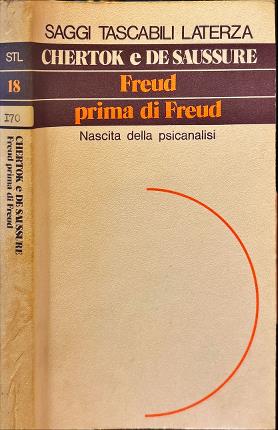 SAGGI TASCABILI LATERZA
CHERTOK e DE SAUSSURE
Freud
prima di Freud
Nascita della psicanalisi
STL
18
I70
CHERTOK e DE SAUSSURE
Freud prima di Freud